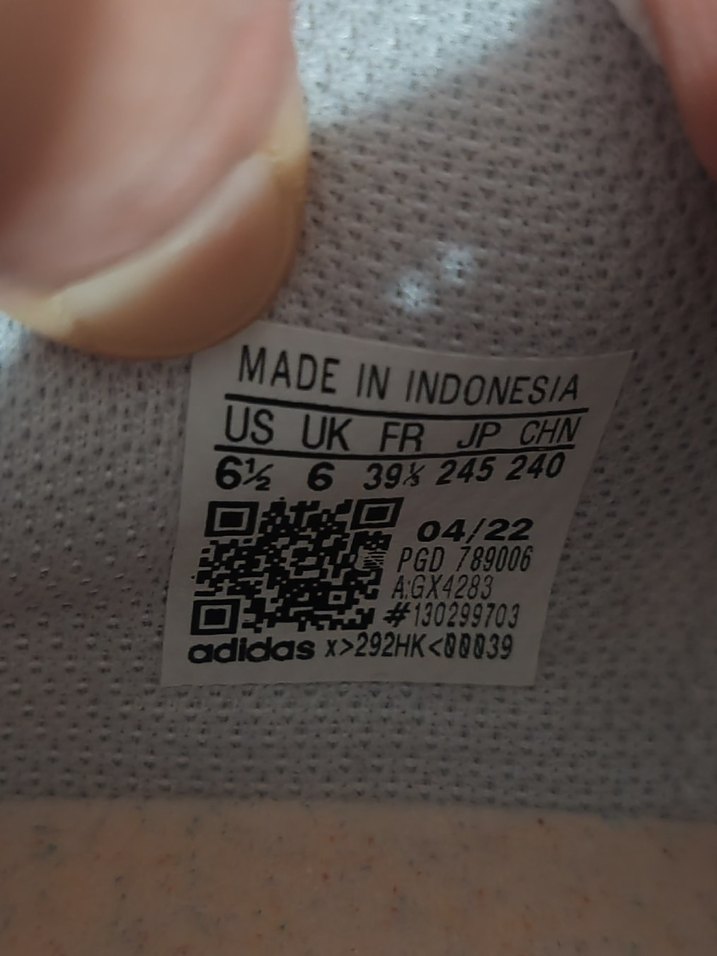 MADE IN INDONESIA
US UK FR JP CHN
6½ 6 39⅓ 245 240
04/22
PGD 789006
A:GX4283
#130299703
adidas x>292HK<00039